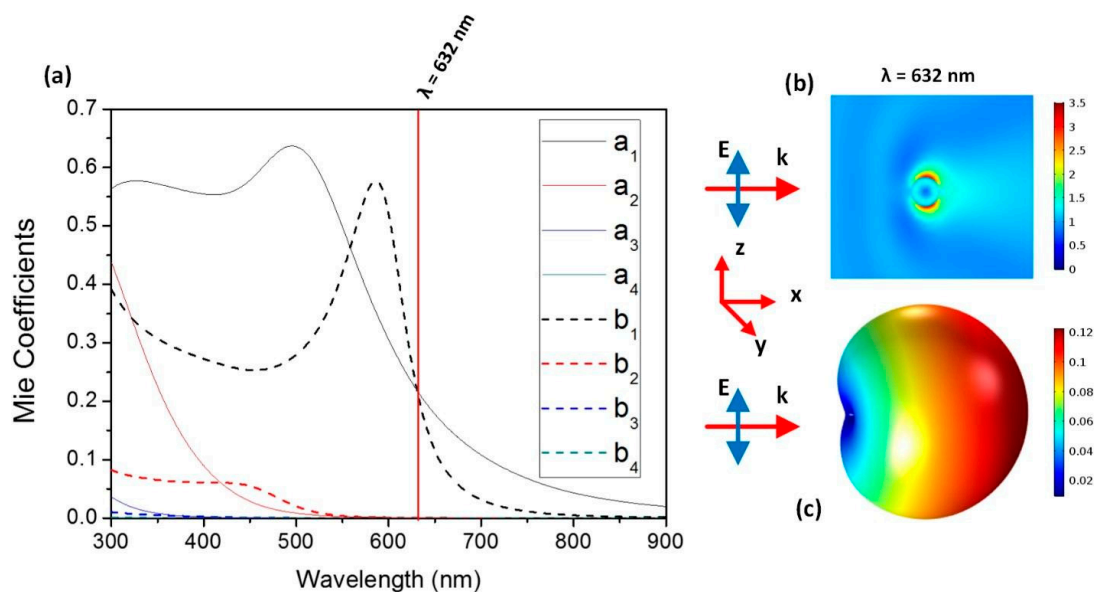 (a)
λ = 632 nm
Mie Coefficients
0.7
0.6
0.5
0.4
0.3
0.2
0.1
0.0
300
400
500
600
700
800
900
Wavelength (nm)
a1
a2
a3
a4
b1
b2
b3
b4
E
k
z
x
y
E
k
(b)
λ = 632 nm
3.5
3
2.5
2
1.5
1
0.5
0
0.12
0.1
0.08
0.06
0.04
0.02
(c)